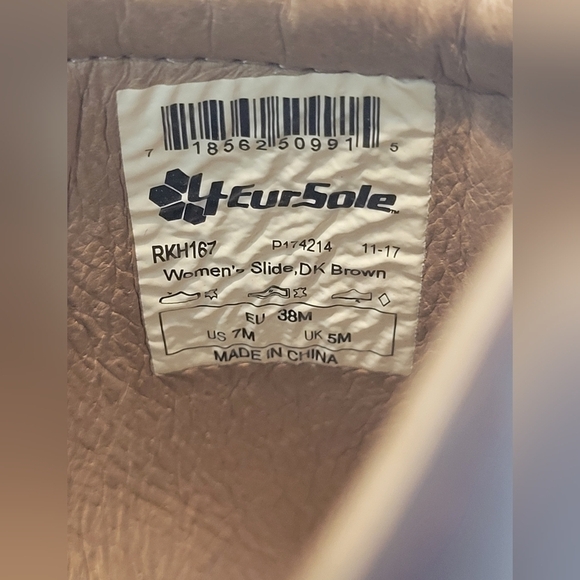 7 18562 50991 5
4EurSole™
RKH167 P174214 11-17
Women's Slide,DK Brown
EU 38M
US 7M UK 5M
MADE IN CHINA